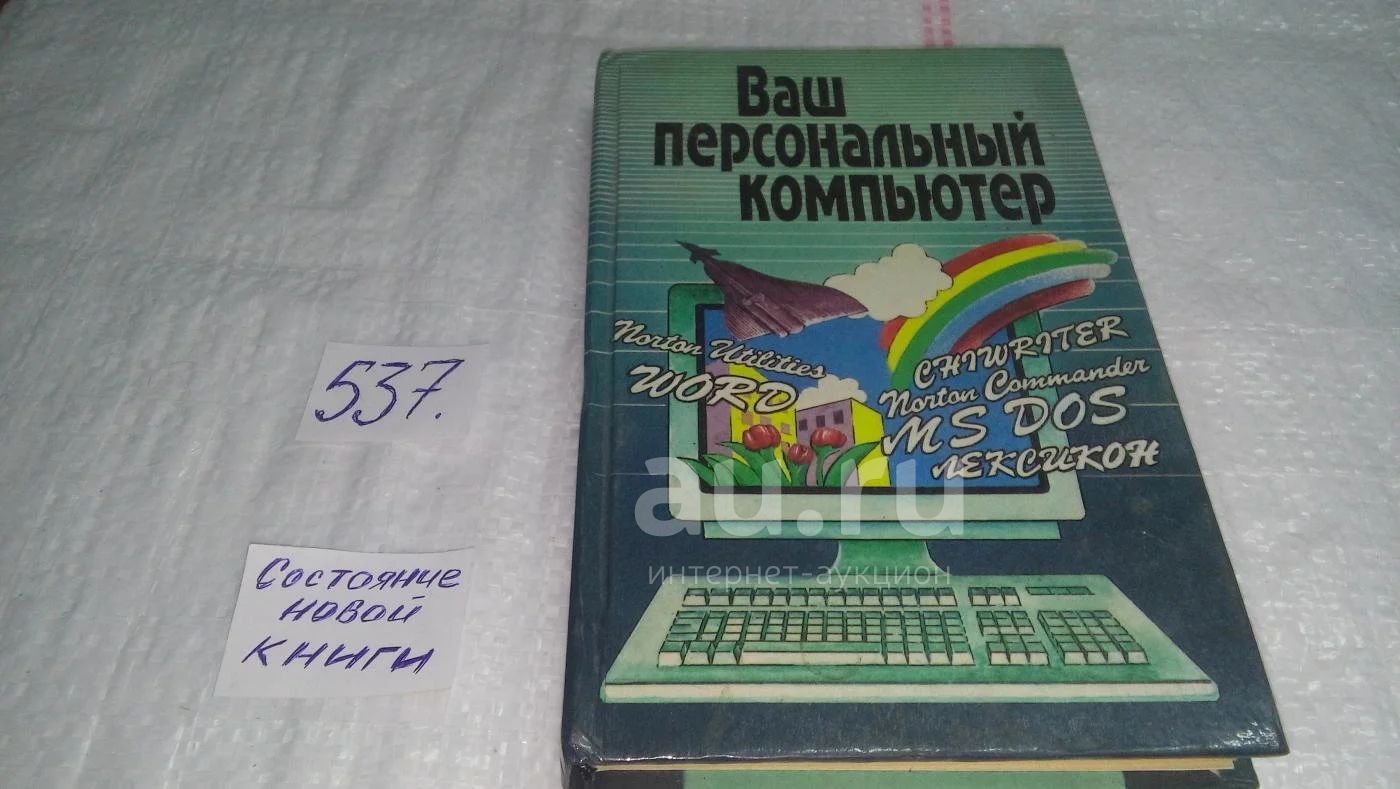 Ваш
персональный
компьютер
Norton Utilities
WORD
CHIWRITER
Norton Commander
MS DOS
ЛЕКСИКОН
537.
Состояние
новой
книги
au.ru
интернет-аукцион